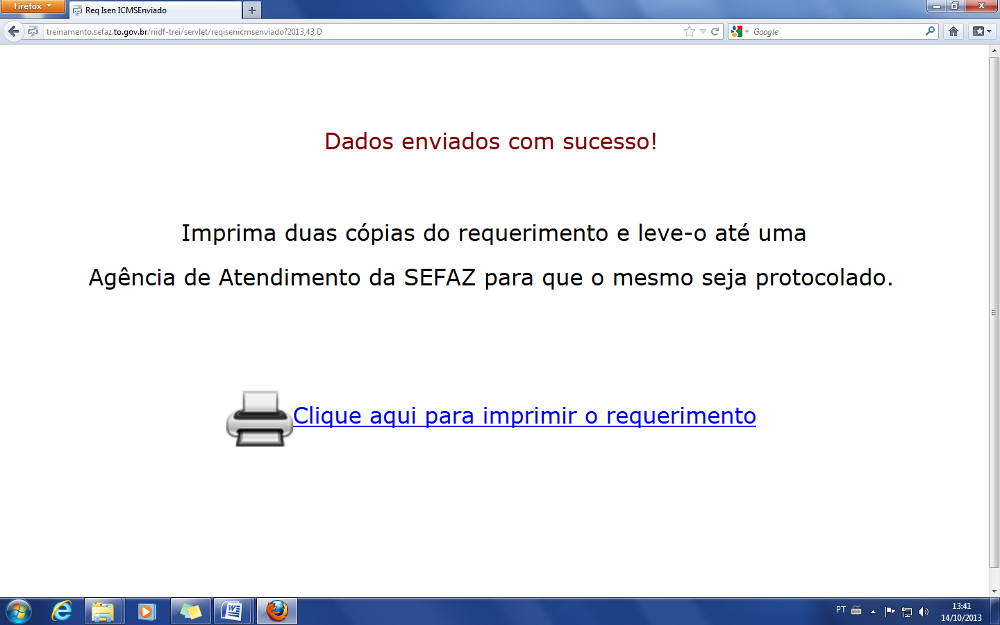 Firefox
Req Isen ICMSEnviado
treinamento.sefaz.to.gov.br/riidf-trei/servlet/reqisenicmsenviado?2013,43,D
Google
Dados enviados com sucesso!
Imprima duas cópias do requerimento e leve-o até uma
Agência de Atendimento da SEFAZ para que o mesmo seja protocolado.
Clique aqui para imprimir o requerimento
PT
13:41
14/10/2013